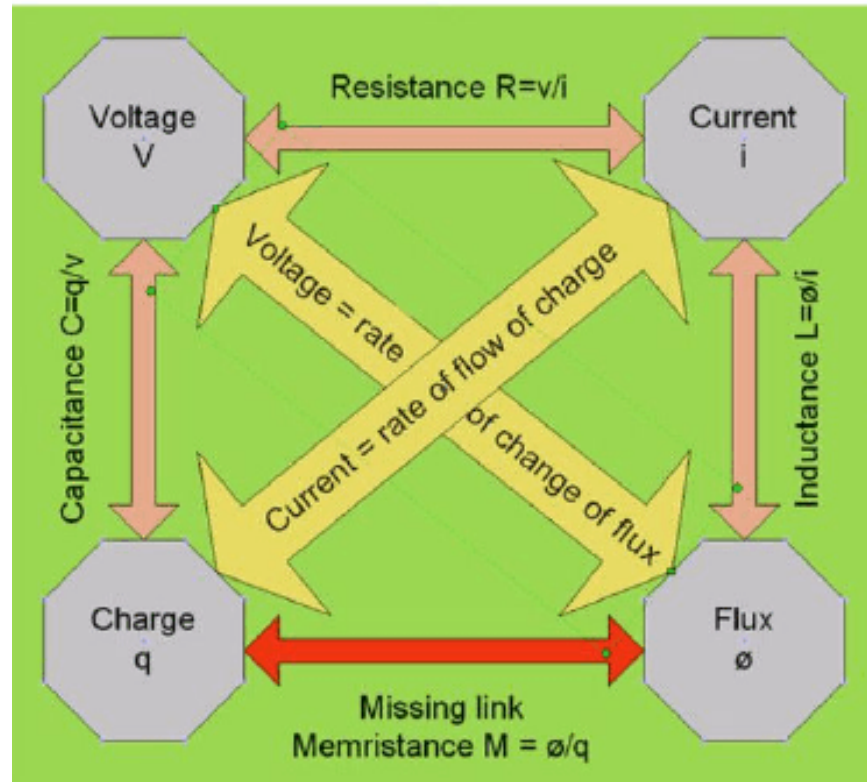 Resistance R=v/i
Voltage
V
Current
i
Voltage = rate of change of flux
Current = rate of flow of charge
Capacitance C=q/v
Inductance L=ø/i
Charge
q
Flux
ø
Missing link
Memristance M = ø/q